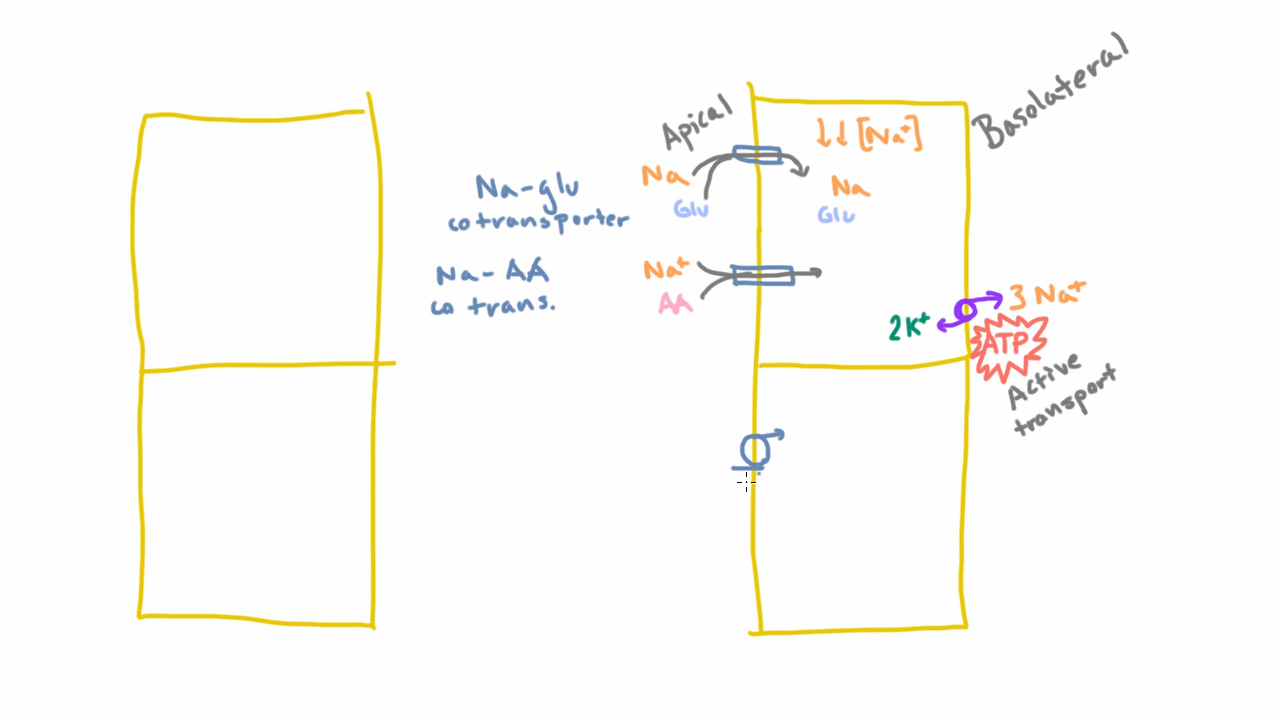 Na-glu
cotransporter
Na-AA
co trans.
Apical
Basolateral
↓↓ [Na⁺]
Na
Glu
Na
Glu
Na⁺
AA
2K⁺
3 Na⁺
ATP
Active
transport